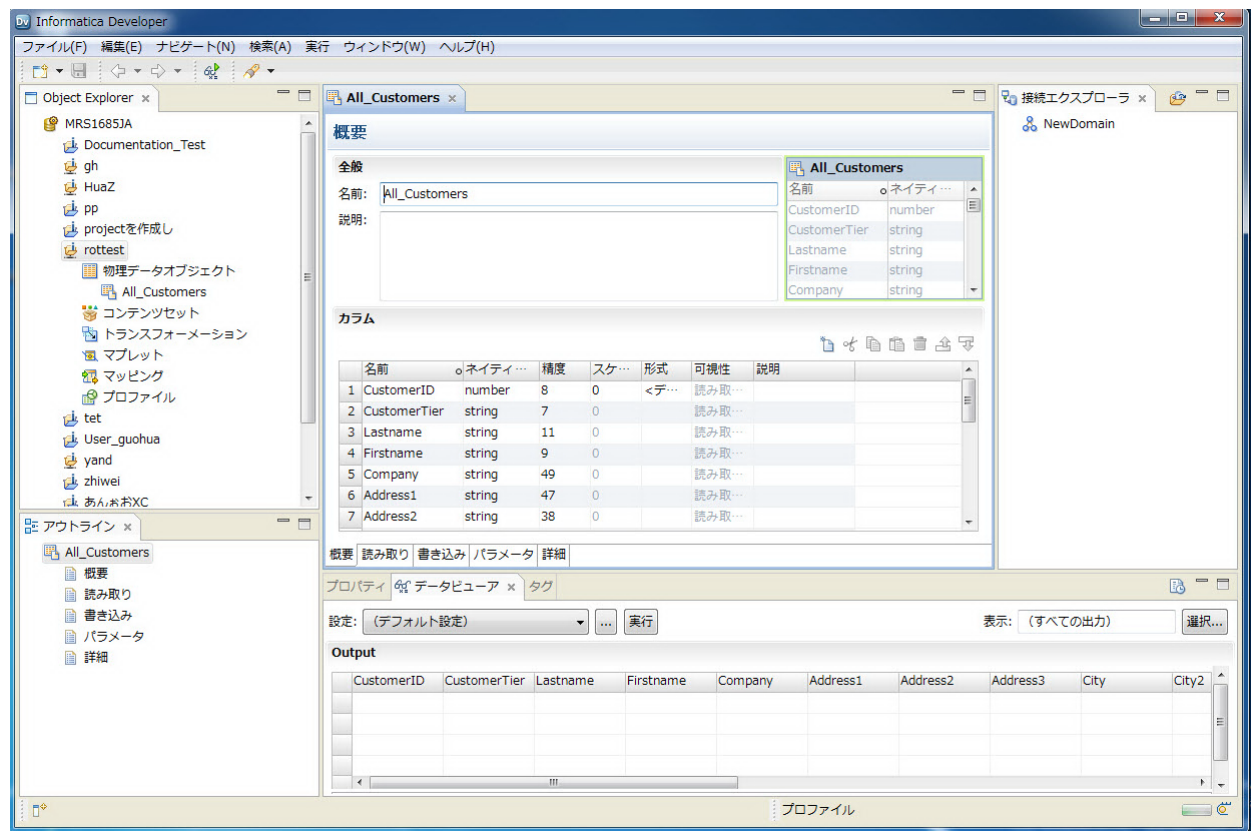 Informatica Developer
ファイル(F) 編集(E) ナビゲート(N) 検索(A) 実行 ウィンドウ(W) ヘルプ(H)
Object Explorer
MRS1685JA
Documentation_Test
gh
HuaZ
pp
projectを作成し
rottest
物理データオブジェクト
All_Customers
コンテンツセット
トランスフォーメーション
マプレット
マッピング
プロファイル
tet
User_guohua
yand
zhiwei
あんぉおXC
アウトライン
All_Customers
概要
読み取り
書き込み
パラメータ
詳細
All_Customers
概要
全般
名前: All_Customers
説明:
All_Customers
名前 ネイティ…
CustomerID number
CustomerTier string
Lastname string
Firstname string
Company string
カラム
名前 ネイティ… 精度 スケ… 形式 可視性 説明
1 CustomerID number 8 0 <デ… 読み取…
2 CustomerTier string 7 0 読み取…
3 Lastname string 11 0 読み取…
4 Firstname string 9 0 読み取…
5 Company string 49 0 読み取…
6 Address1 string 47 0 読み取…
7 Address2 string 38 0 読み取…
概要 読み取り 書き込み パラメータ 詳細
接続エクスプローラ
NewDomain
プロパティ データビューア タグ
設定: (デフォルト設定) ... 実行 表示: (すべての出力) 選択...
Output
CustomerID CustomerTier Lastname Firstname Company Address1 Address2 Address3 City City2
プロファイル